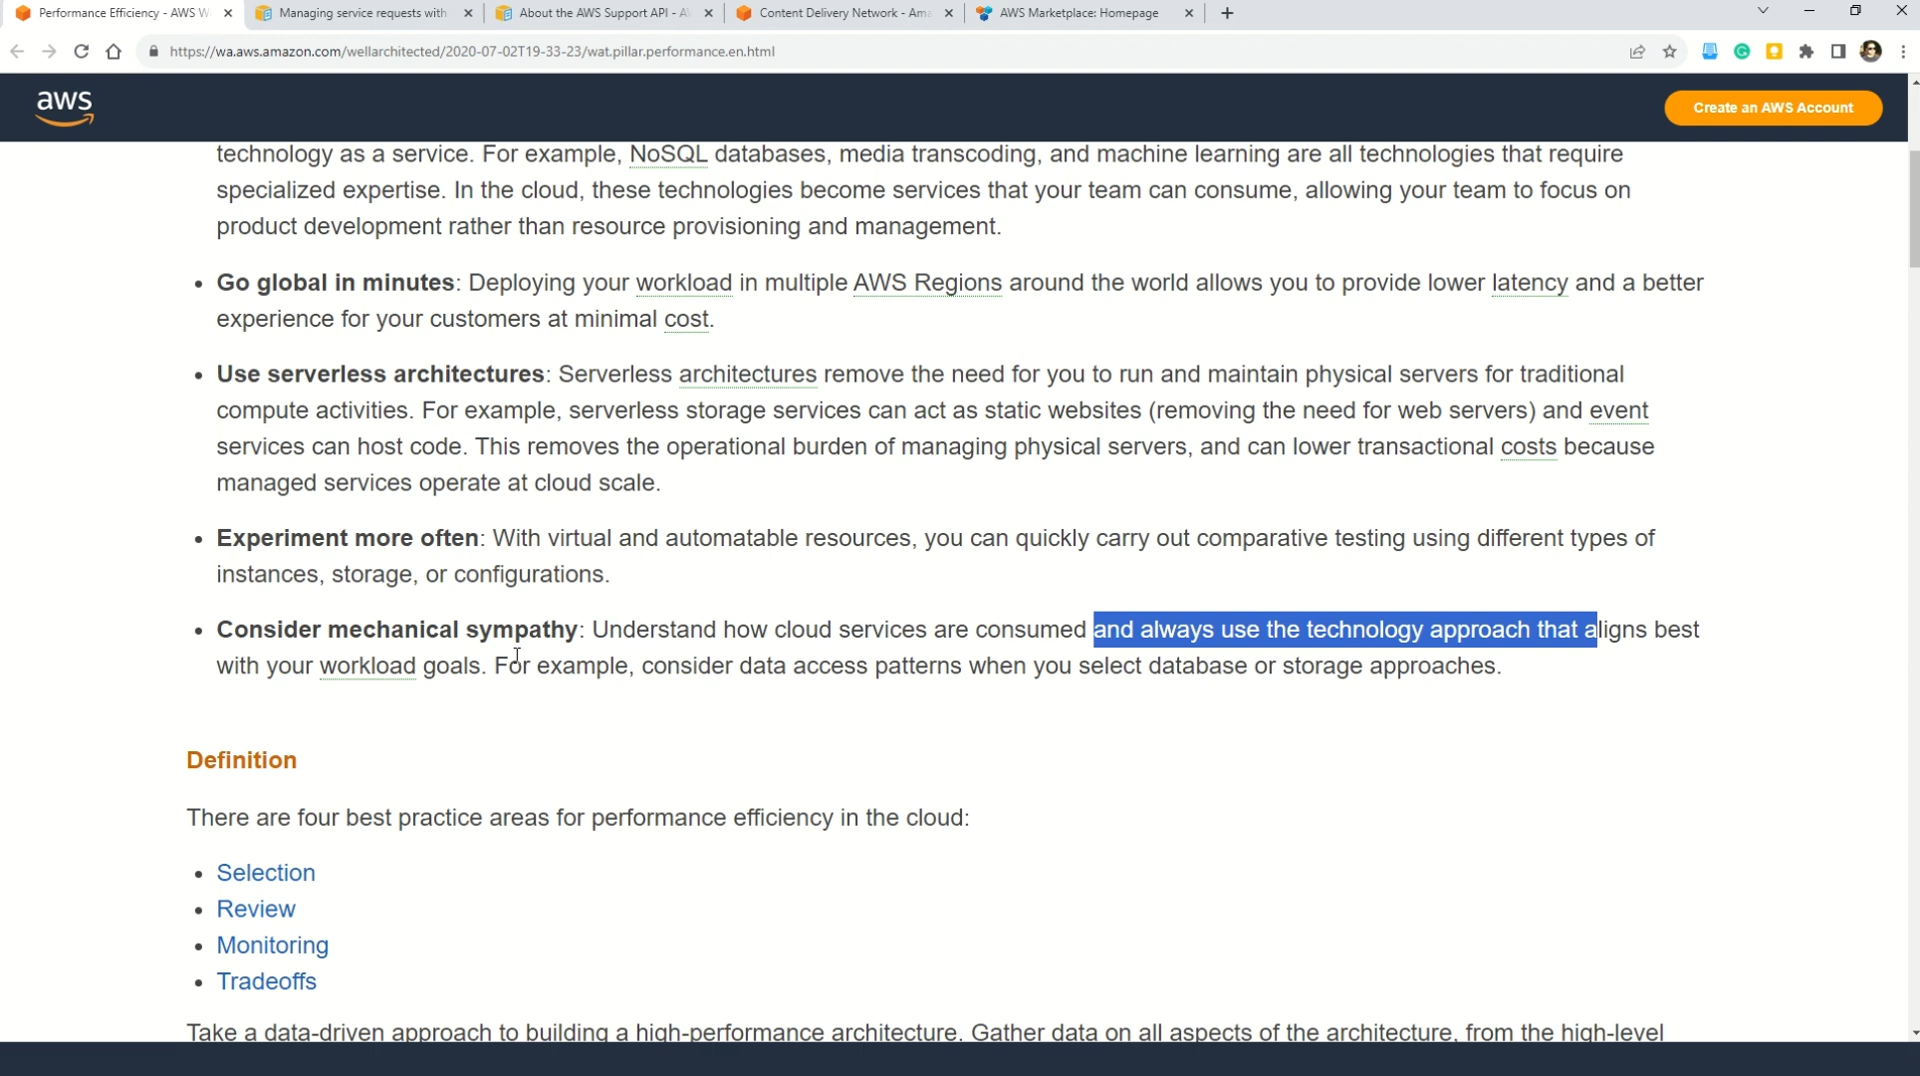 Performance Efficiency - AWS W
Managing service requests with
About the AWS Support API - A
Content Delivery Network - Ama
AWS Marketplace: Homepage
https://wa.aws.amazon.com/wellarchitected/2020-07-02T19-33-23/wat.pillar.performance.en.html
aws
Create an AWS Account
technology as a service. For example, NoSQL databases, media transcoding, and machine learning are all technologies that require
specialized expertise. In the cloud, these technologies become services that your team can consume, allowing your team to focus on
product development rather than resource provisioning and management.
• Go global in minutes: Deploying your workload in multiple AWS Regions around the world allows you to provide lower latency and a better
experience for your customers at minimal cost.
• Use serverless architectures: Serverless architectures remove the need for you to run and maintain physical servers for traditional
compute activities. For example, serverless storage services can act as static websites (removing the need for web servers) and event
services can host code. This removes the operational burden of managing physical servers, and can lower transactional costs because
managed services operate at cloud scale.
• Experiment more often: With virtual and automatable resources, you can quickly carry out comparative testing using different types of
instances, storage, or configurations.
• Consider mechanical sympathy: Understand how cloud services are consumed and always use the technology approach that aligns best
with your workload goals. For example, consider data access patterns when you select database or storage approaches.
Definition
There are four best practice areas for performance efficiency in the cloud:
• Selection
• Review
• Monitoring
• Tradeoffs
Take a data-driven approach to building a high-performance architecture. Gather data on all aspects of the architecture, from the high-level